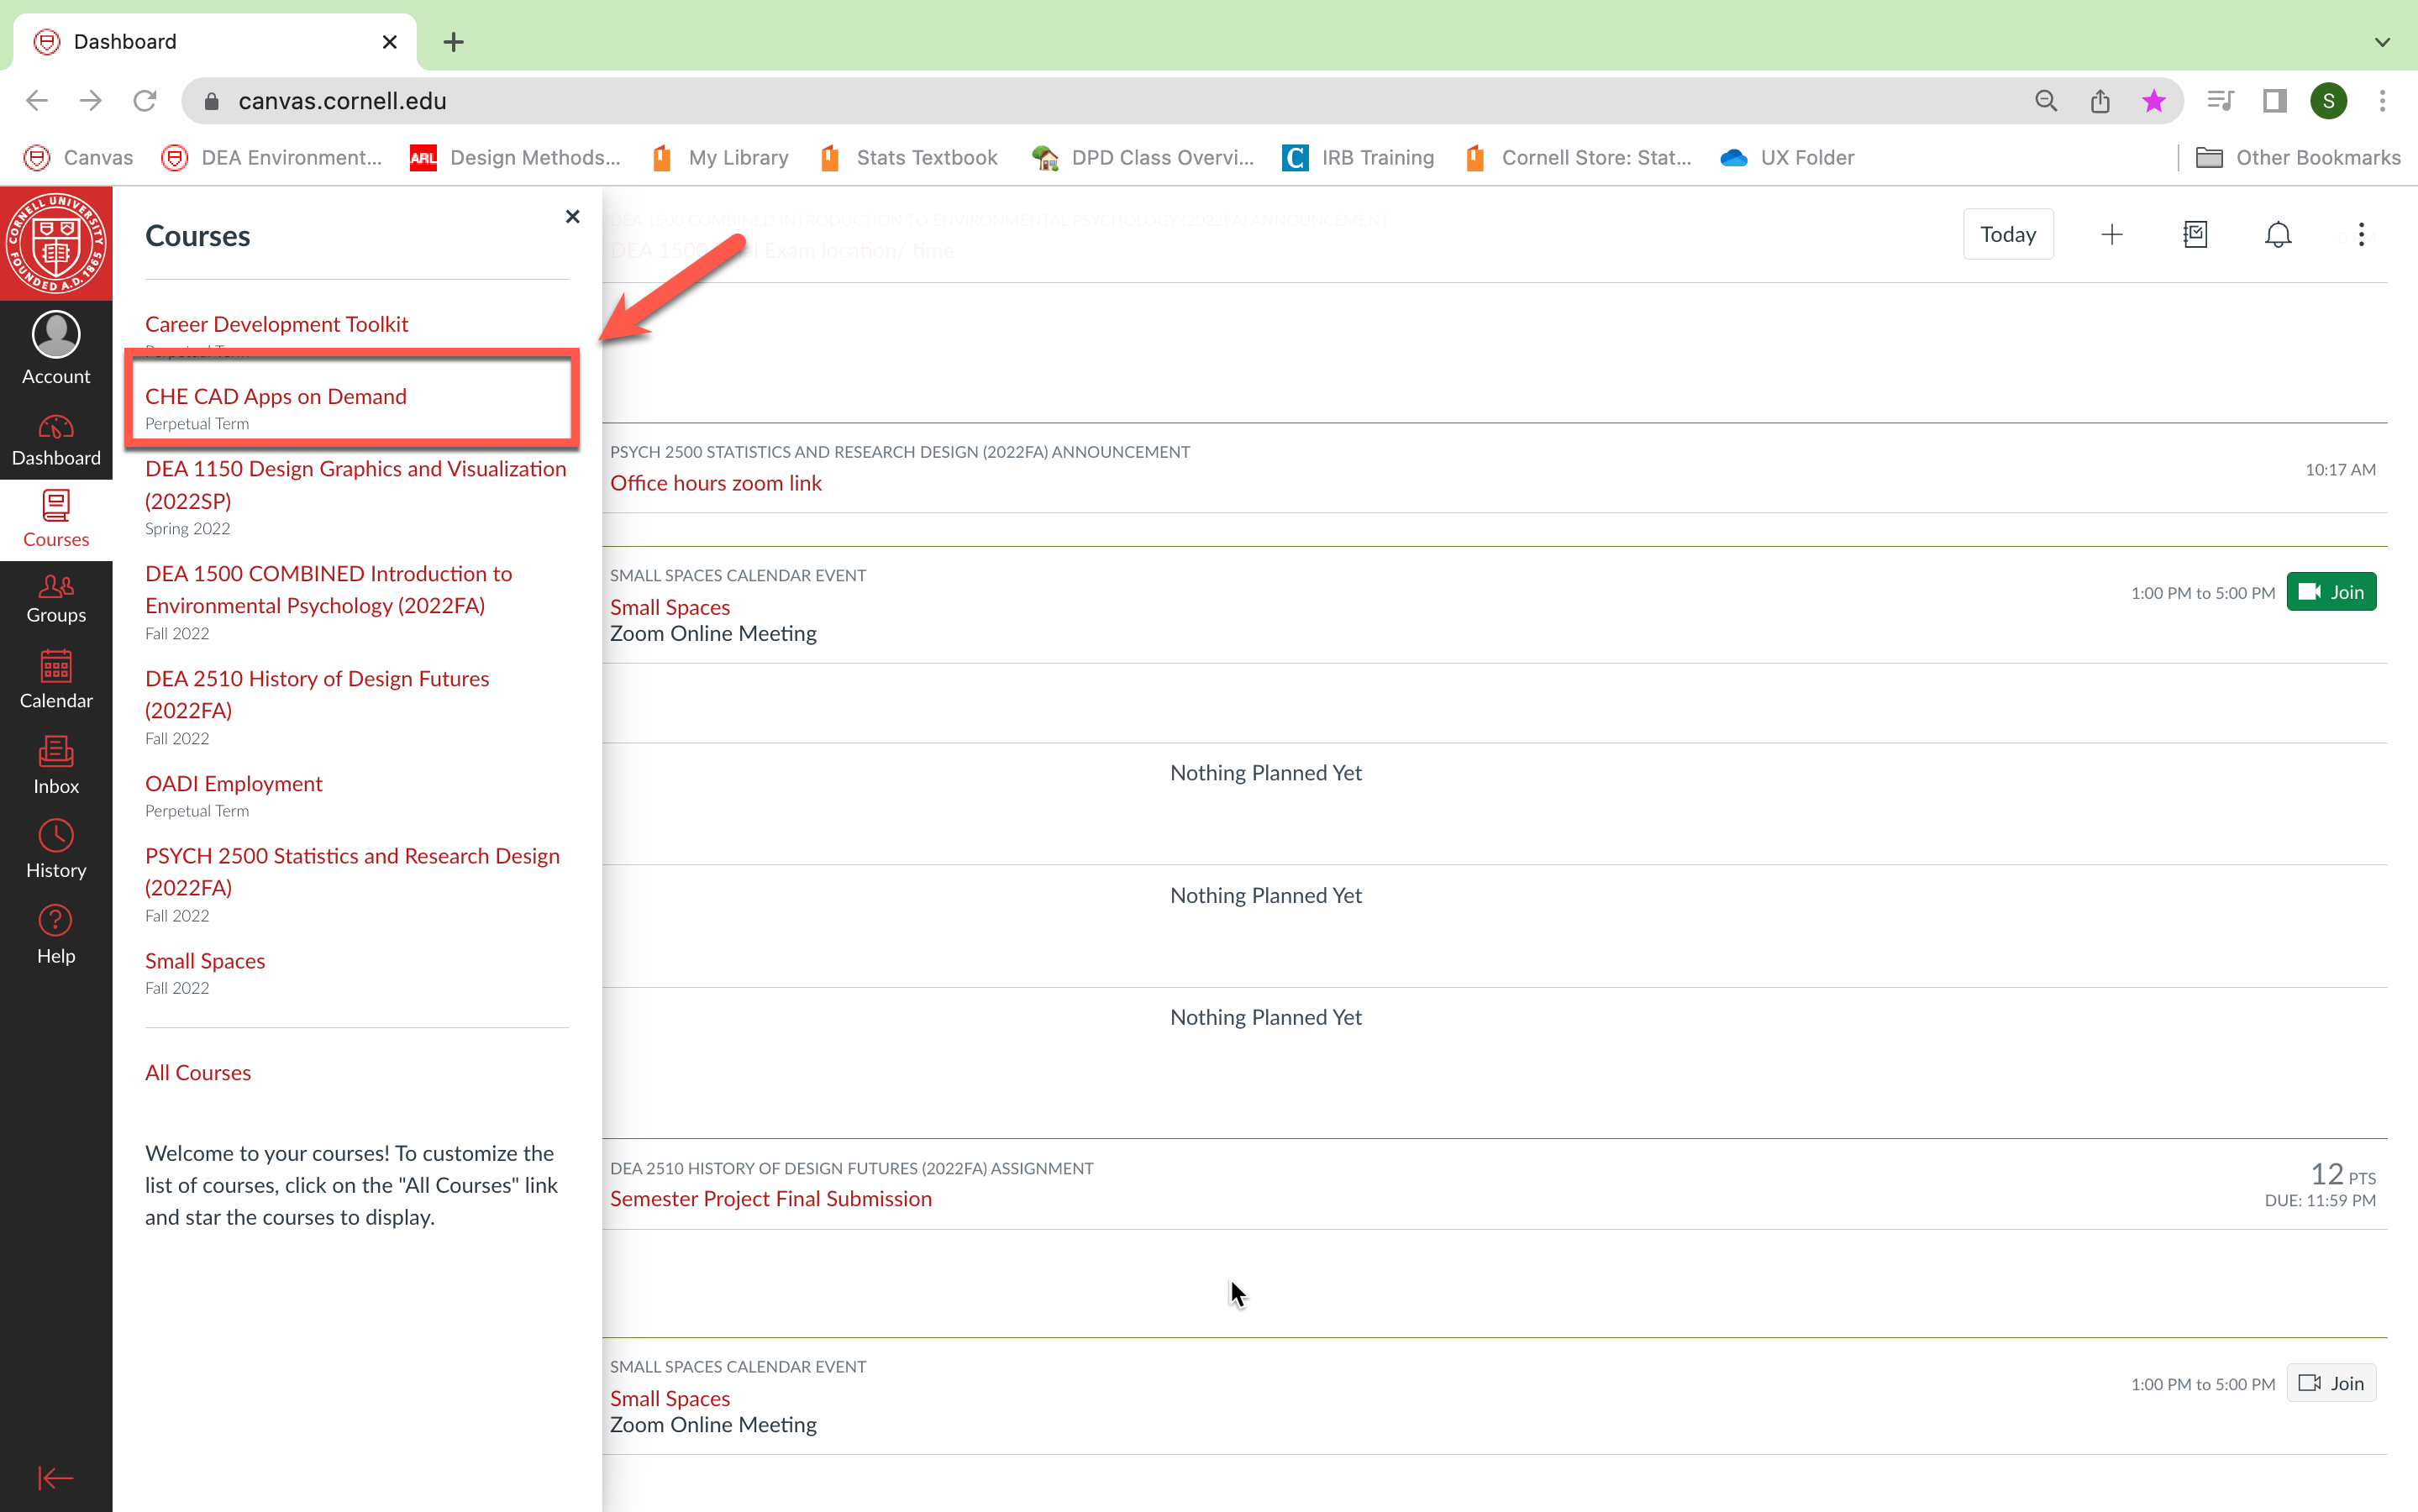 Dashboard
canvas.cornell.edu
S
Canvas
DEA Environment...
ARL
Design Methods...
My Library
Stats Textbook
DPD Class Overvi...
C
IRB Training
Cornell Store: Stat...
UX Folder
Other Bookmarks
CORNELL UNIVERSITY
FOUNDED A.D. 1865
Account
Dashboard
Courses
Groups
Calendar
Inbox
History
Help
Courses
Career Development Toolkit
Perpetual Term
CHE CAD Apps on Demand
Perpetual Term
DEA 1150 Design Graphics and Visualization
(2022SP)
Spring 2022
DEA 1500 COMBINED Introduction to
Environmental Psychology (2022FA)
Fall 2022
DEA 2510 History of Design Futures
(2022FA)
Fall 2022
OADI Employment
Perpetual Term
PSYCH 2500 Statistics and Research Design
(2022FA)
Fall 2022
Small Spaces
Fall 2022
All Courses
Welcome to your courses! To customize the
list of courses, click on the "All Courses" link
and star the courses to display.
DEA 1500 COMBINED INTRODUCTION TO ENVIRONMENTAL PSYCHOLOGY (2022FA) ANNOUNCEMENT
DEA 1500 Exam location/ time
Today
PSYCH 2500 STATISTICS AND RESEARCH DESIGN (2022FA) ANNOUNCEMENT
Office hours zoom link
10:17 AM
SMALL SPACES CALENDAR EVENT
Small Spaces
Zoom Online Meeting
1:00 PM to 5:00 PM
Join
Nothing Planned Yet
Nothing Planned Yet
Nothing Planned Yet
DEA 2510 HISTORY OF DESIGN FUTURES (2022FA) ASSIGNMENT
Semester Project Final Submission
12 PTS
DUE: 11:59 PM
SMALL SPACES CALENDAR EVENT
Small Spaces
Zoom Online Meeting
1:00 PM to 5:00 PM
Join